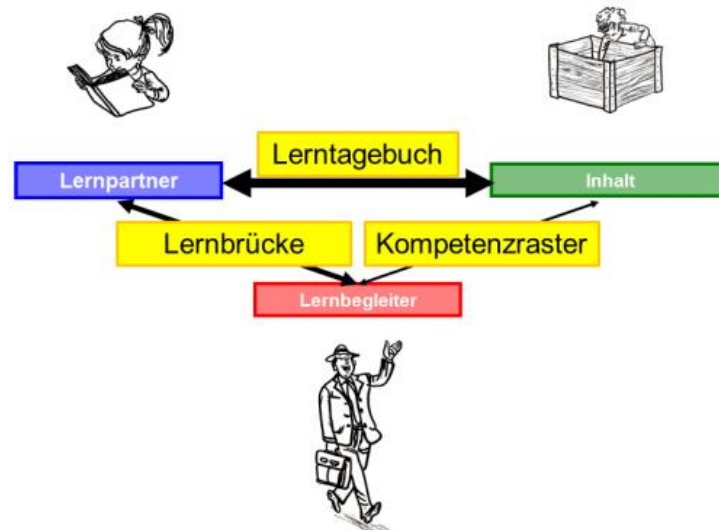 Lerntagebuch
Lernpartner
Inhalt
Lernbrücke
Kompetenzraster
Lernbegleiter